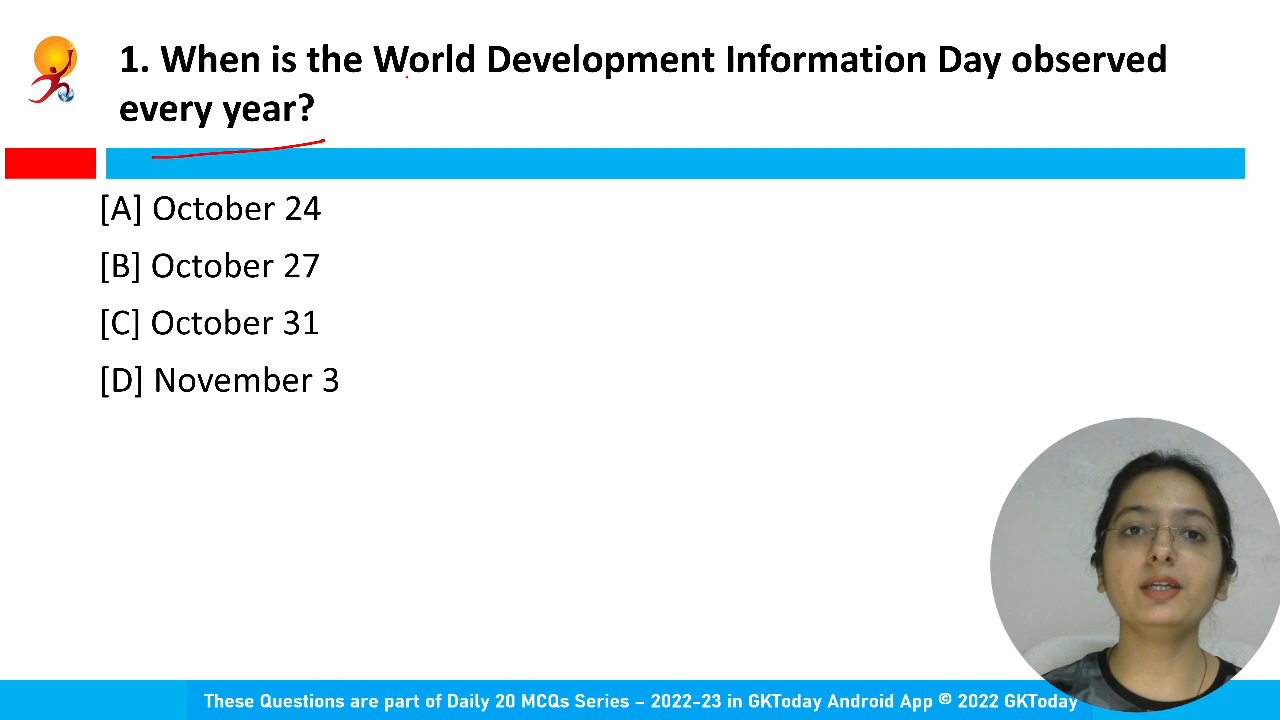 1. When is the World Development Information Day observed
every year?
[A] October 24
[B] October 27
[C] October 31
[D] November 3
These Questions are part of Daily 20 MCQs Series – 2022-23 in GKToday Android App © 2022 GKToday